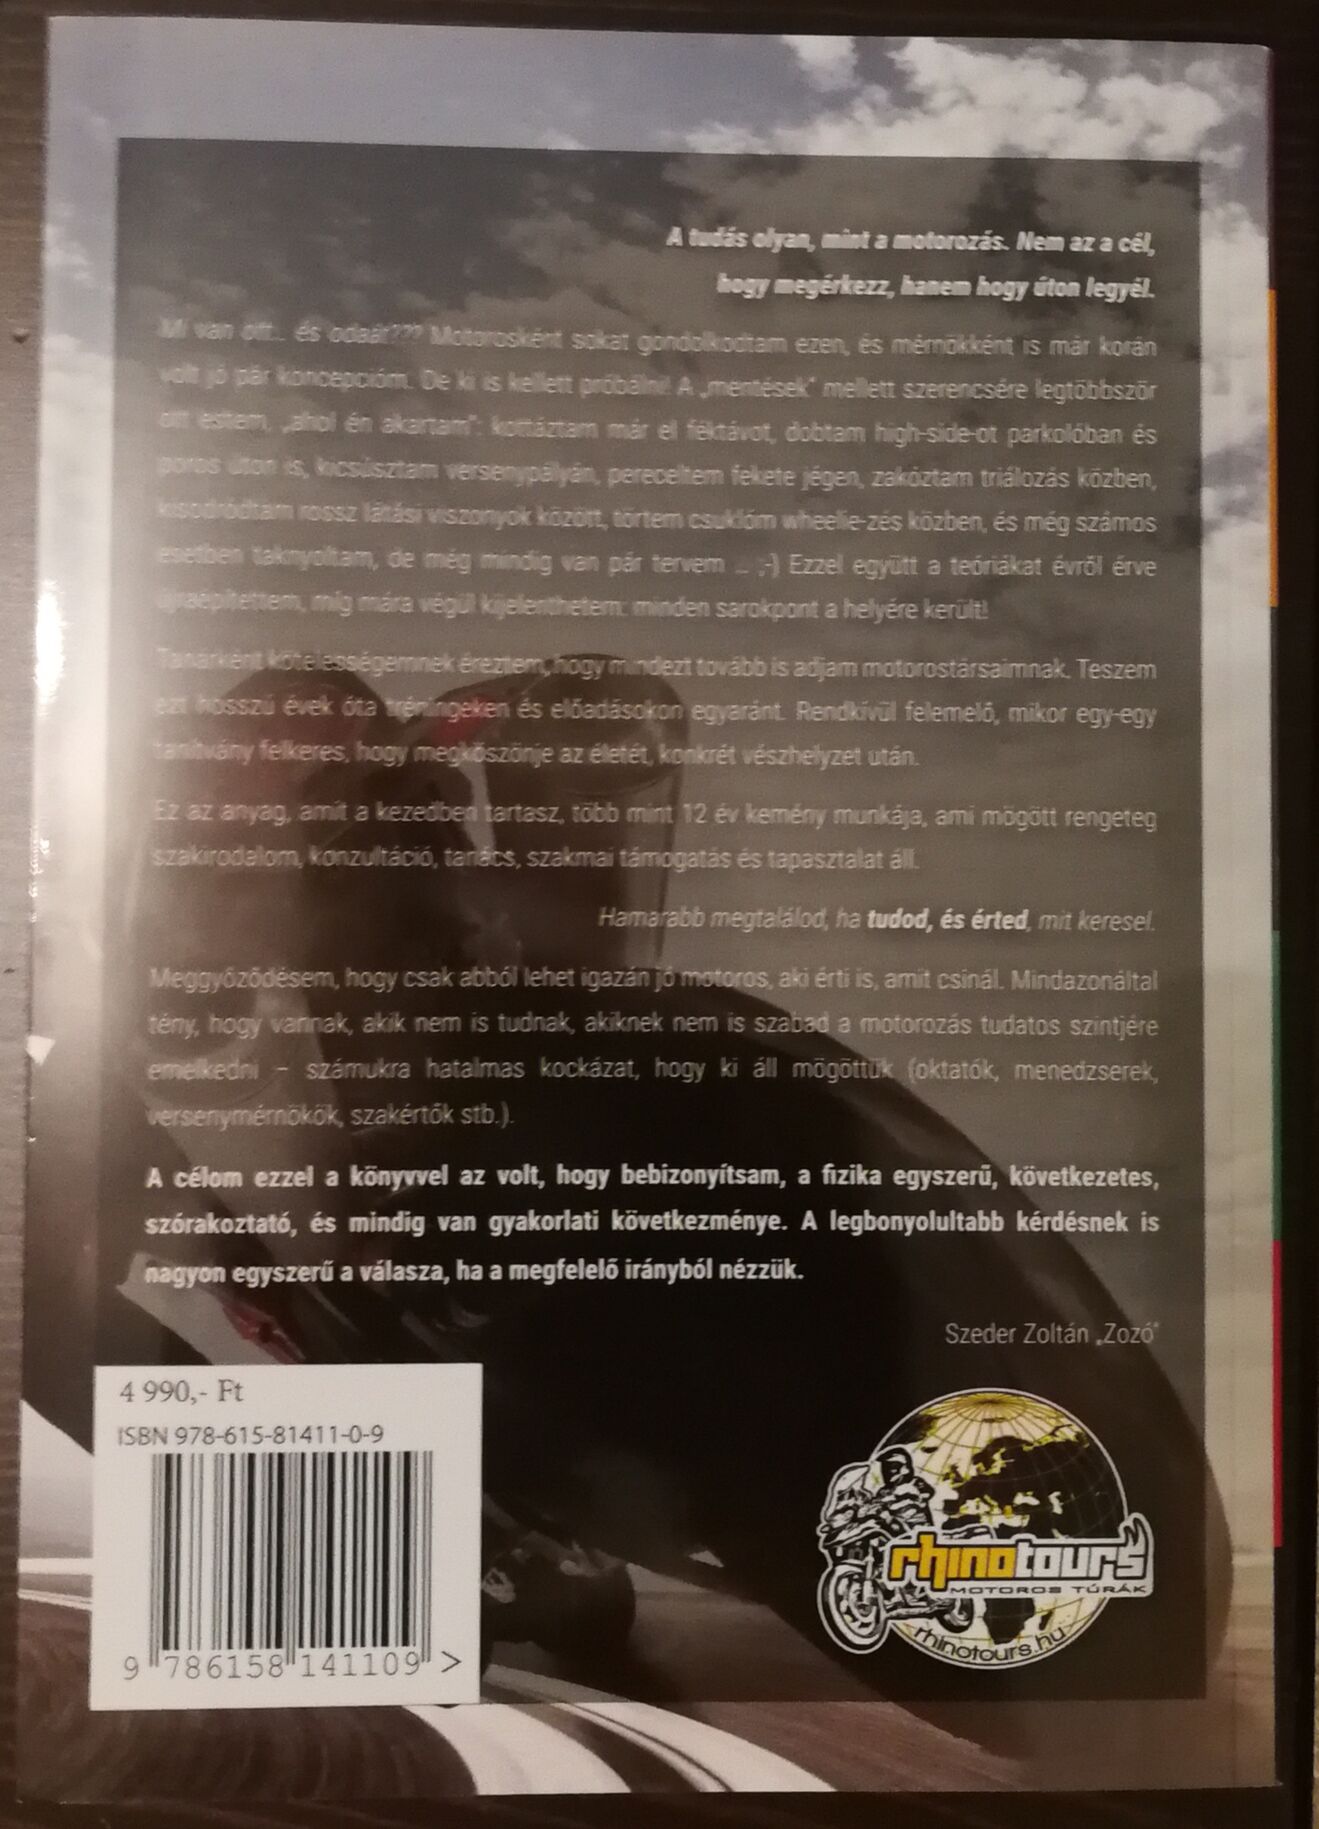 A tudás olyan, mint a motorozás. Nem az a cél,
hogy megérkezz, hanem hogy úton legyél.
Mi van ott... és odaát??? Motorosként sokat gondolkodtam ezen, és mérnökként is már korán
volt jó pár koncepcióm. De ki is kellett próbálni! A „mentések” mellett szerencsére legtöbbször
ott estem, „ahol én akartam”: kottáztam már el féktávot, dobtam high-side-ot parkolóban és
poros úton is, kicsúsztam versenypályán, pereceltem fekete jégen, zakóztam triálozás közben,
kisodródtam rossz látási viszonyok között, törtem csuklóm wheelie-zés közben, és még számos
esetben taknyoltam, de még mindig van pár tervem ... ;-) Ezzel együtt a teóriákat évről érve
újraépítettem, míg mára végül kijelenthetem: minden sarokpont a helyére került!
Tanárként kötelességemnek éreztem, hogy mindezt tovább is adjam motorostársaimnak. Teszem
ezt hosszú évek óta tréningeken és előadásokon egyaránt. Rendkívül felemelő, mikor egy-egy
tanítvány felkeres, hogy megköszönje az életét, konkrét vészhelyzet után.
Ez az anyag, amit a kezedben tartasz, több mint 12 év kemény munkája, ami mögött rengeteg
szakirodalom, konzultáció, tanács, szakmai támogatás és tapasztalat áll.
Hamarabb megtalálod, ha tudod, és érted, mit keresel.
Meggyőződésem, hogy csak abból lehet igazán jó motoros, aki érti is, amit csinál. Mindazonáltal
tény, hogy vannak, akik nem is tudnak, akiknek nem is szabad a motorozás tudatos szintjére
emelkedni – számukra hatalmas kockázat, hogy ki áll mögöttük (oktatók, menedzserek,
versenymérnökök, szakértők stb.).
A célom ezzel a könyvvel az volt, hogy bebizonyítsam, a fizika egyszerű, következetes,
szórakoztató, és mindig van gyakorlati következménye. A legbonyolultabb kérdésnek is
nagyon egyszerű a válasza, ha a megfelelő irányból nézzük.
Szeder Zoltán „Zozó”
4 990,- Ft
ISBN 978-615-81411-0-9
9 786158 141109 >
rhinotours
MOTOROS TÚRÁK
rhinotours.hu